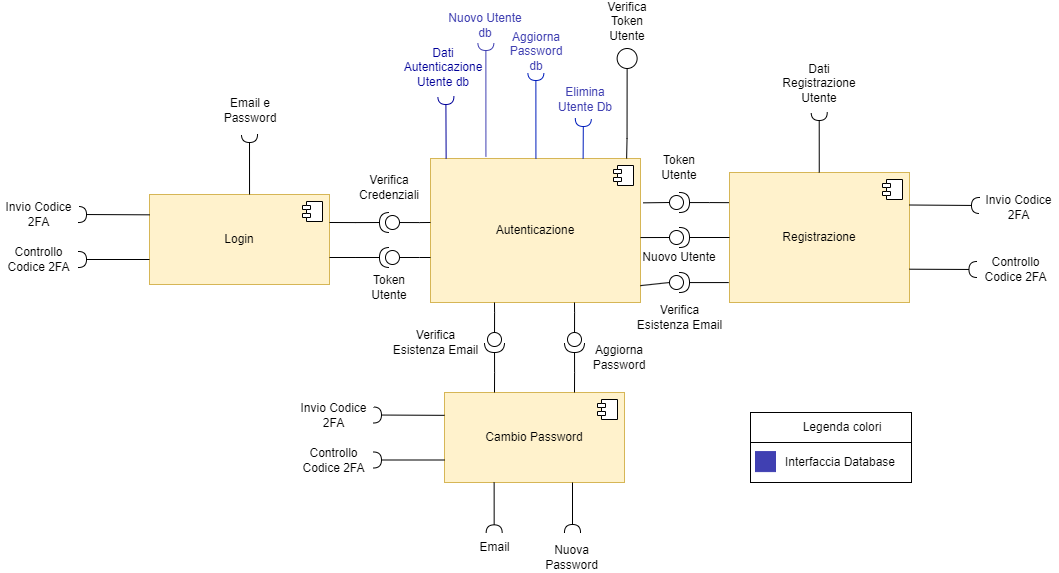 Verifica
Token
Utente
Nuovo Utente
db
Aggiorna
Password
db
Dati
Autenticazione
Utente db
Elimina
Utente Db
Dati
Registrazione
Utente
Email e
Password
Verifica
Credenziali
Token
Utente
Invio Codice
2FA
Login
Controllo
Codice 2FA
Token
Utente
Autenticazione
Nuovo Utente
Verifica
Esistenza Email
Token
Utente
Registrazione
Invio Codice
2FA
Controllo
Codice 2FA
Verifica
Esistenza Email
Aggiorna
Password
Invio Codice
2FA
Controllo
Codice 2FA
Cambio Password
Email
Nuova
Password
Legenda colori
Interfaccia Database